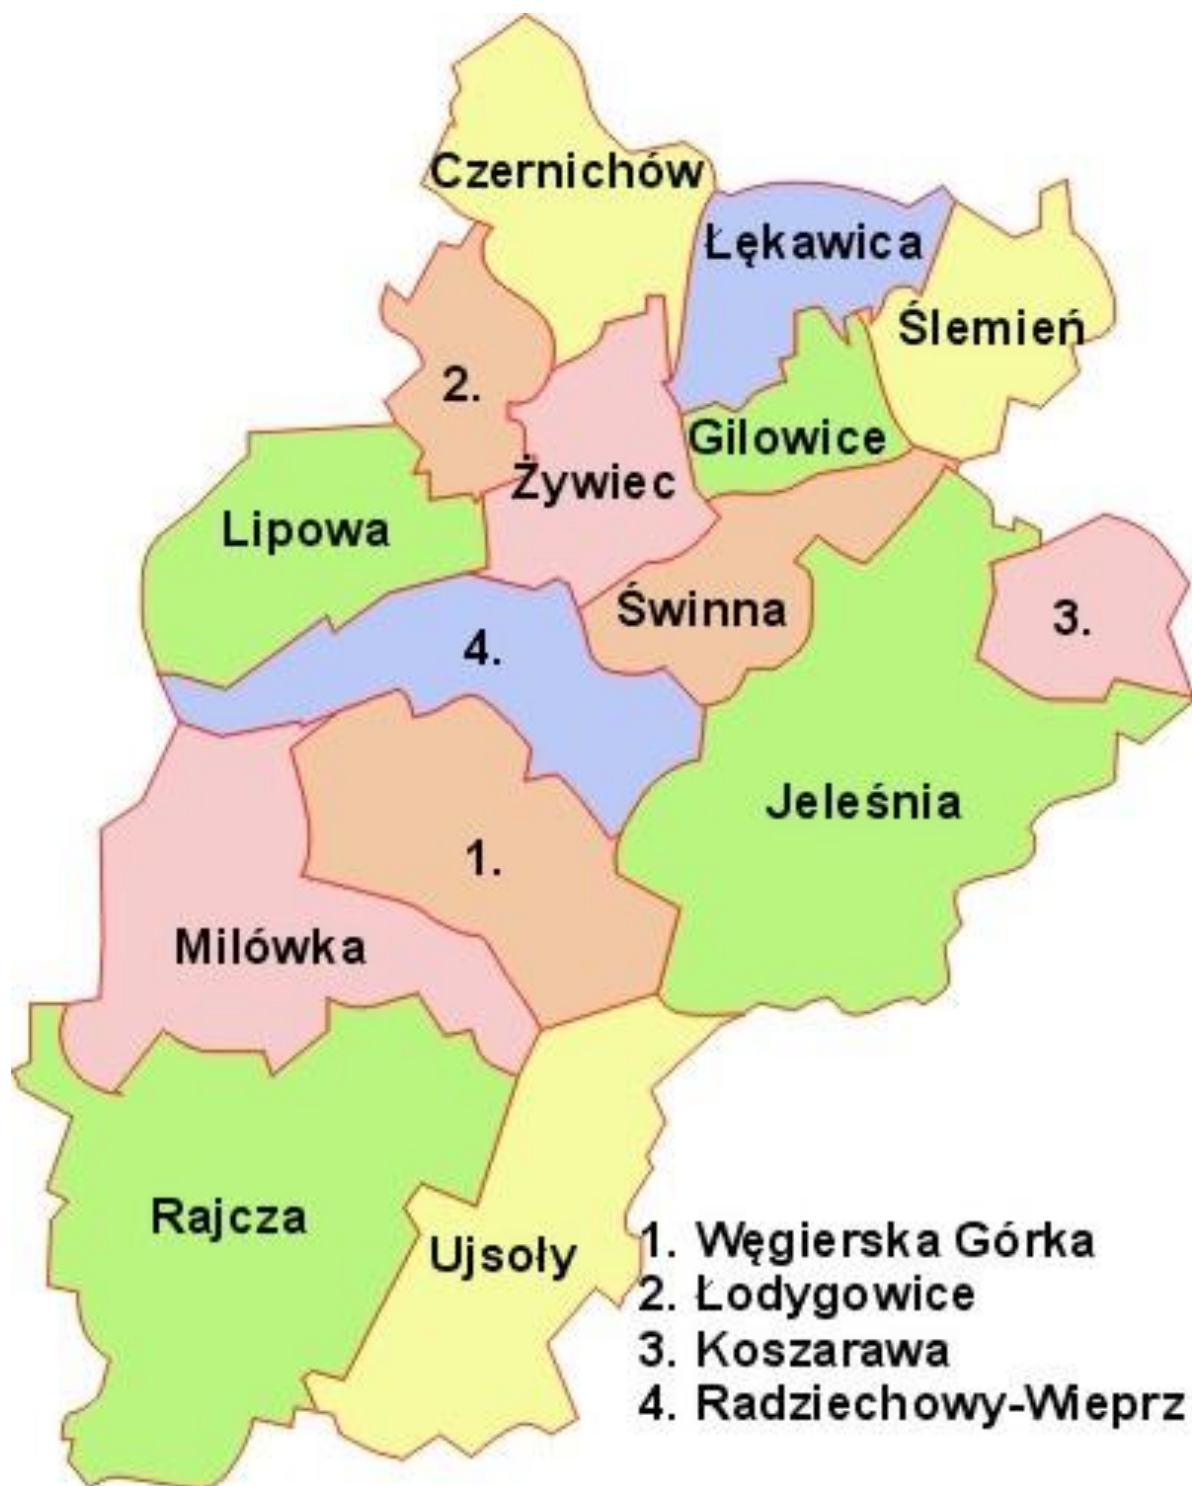 Czernichów
Łękawica
Ślemień
2.
Gilowice
Żywiec
Lipowa
Świnna
3.
4.
Jeleśnia
1.
Milówka
Rajcza
Ujsoły
1. Węgierska Górka
2. Łodygowice
3. Koszarawa
4. Radziechowy-Wieprz